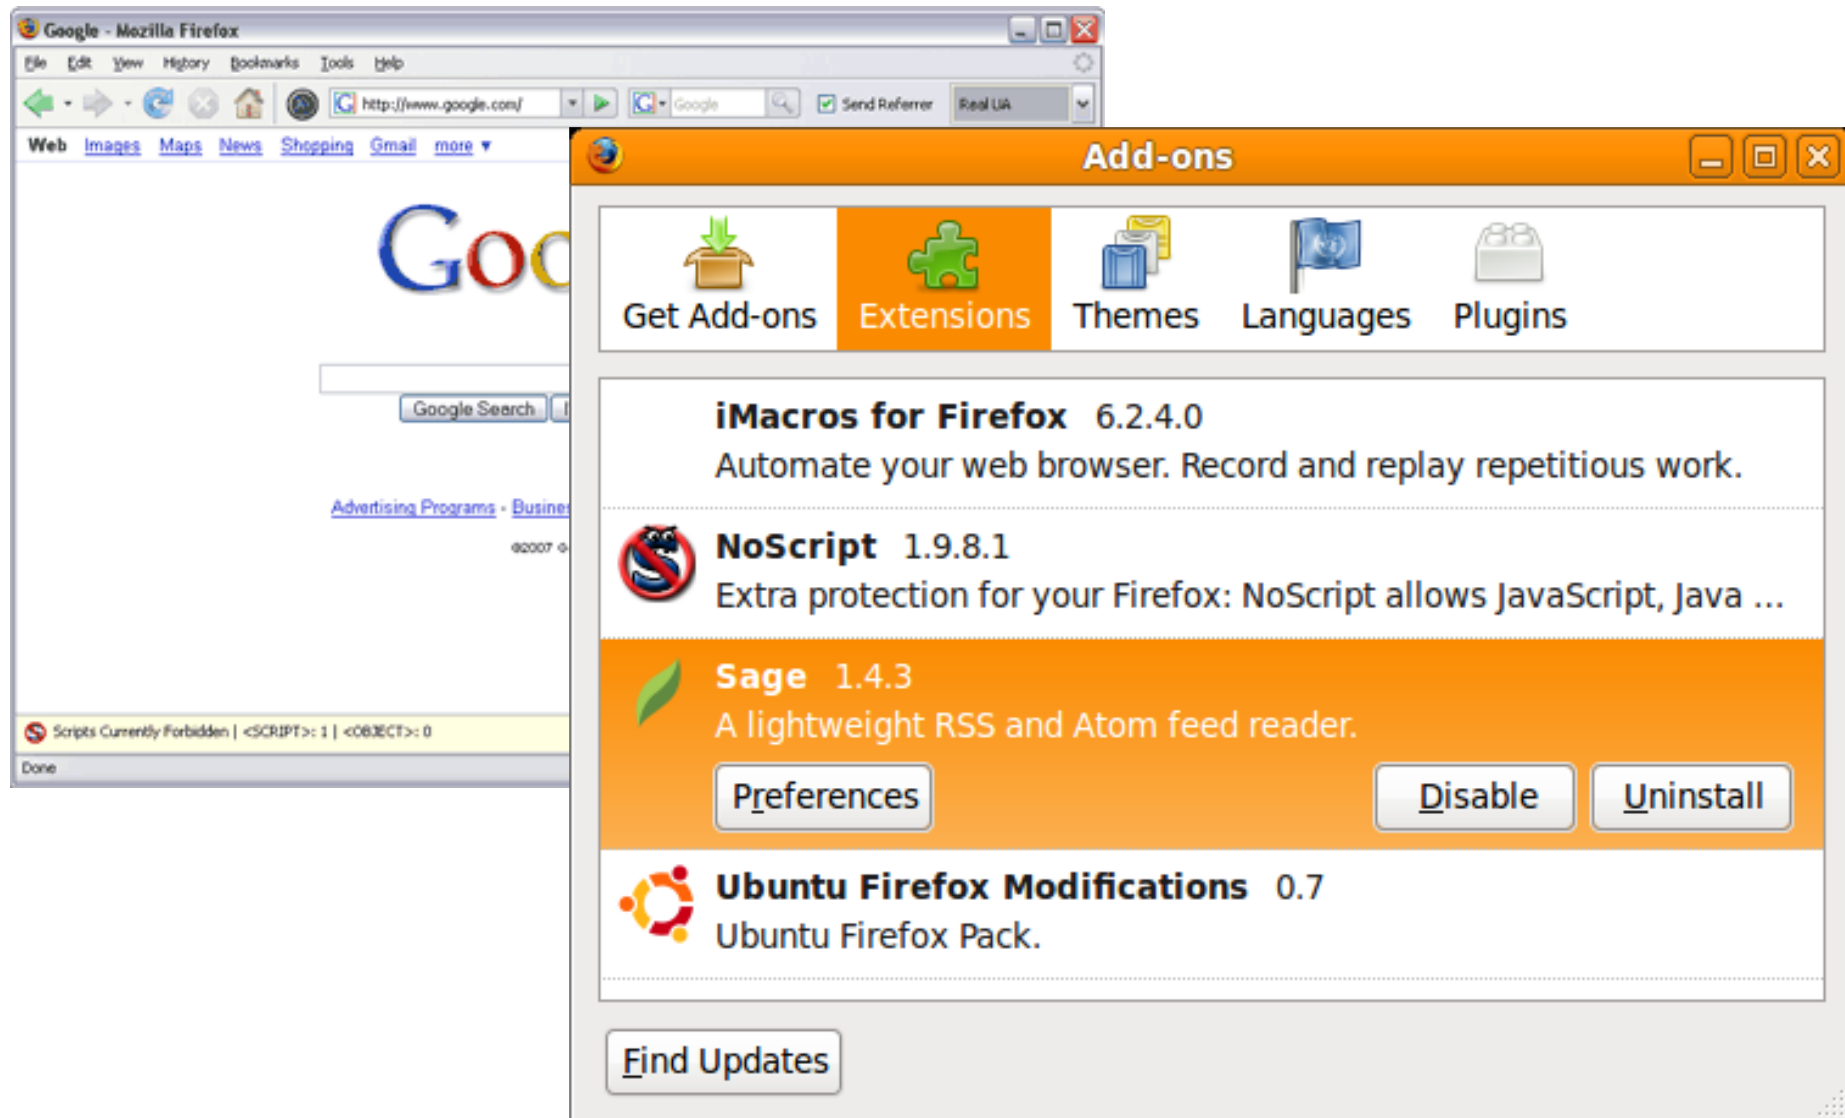 Google - Mozilla Firefox
File Edit View History Bookmarks Tools Help
http://www.google.com/ Google Send Referrer Real UA
Web Images Maps News Shopping Gmail more ▼
Goo
Google Search
Advertising Programs - Busines
©2007 G
Scripts Currently Forbidden | <SCRIPT>: 1 | <OBJECT>: 0
Done
Add-ons
Get Add-ons Extensions Themes Languages Plugins
iMacros for Firefox 6.2.4.0
Automate your web browser. Record and replay repetitious work.
NoScript 1.9.8.1
Extra protection for your Firefox: NoScript allows JavaScript, Java ...
Sage 1.4.3
A lightweight RSS and Atom feed reader.
Preferences Disable Uninstall
Ubuntu Firefox Modifications 0.7
Ubuntu Firefox Pack.
Find Updates